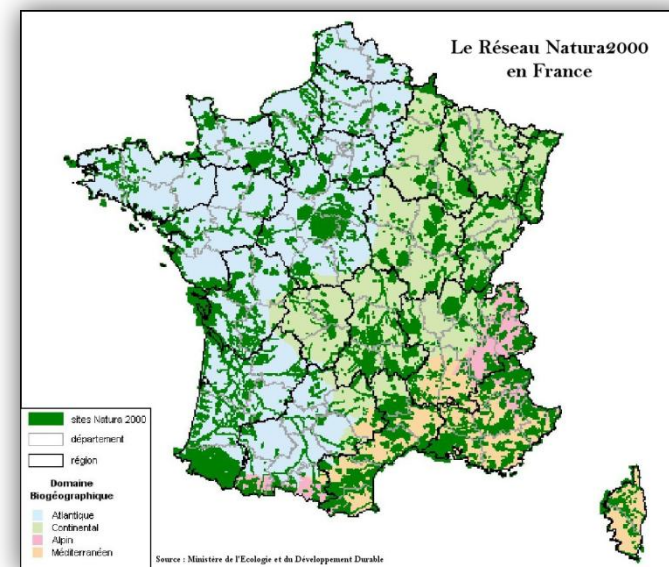 Le Réseau Natura2000
en France
sites Natura 2000
département
région
Domaine
Biogéographique
Atlantique
Continental
Alpin
Méditerranéen
Source : Ministère de l'Ecologie et du Développement Durable